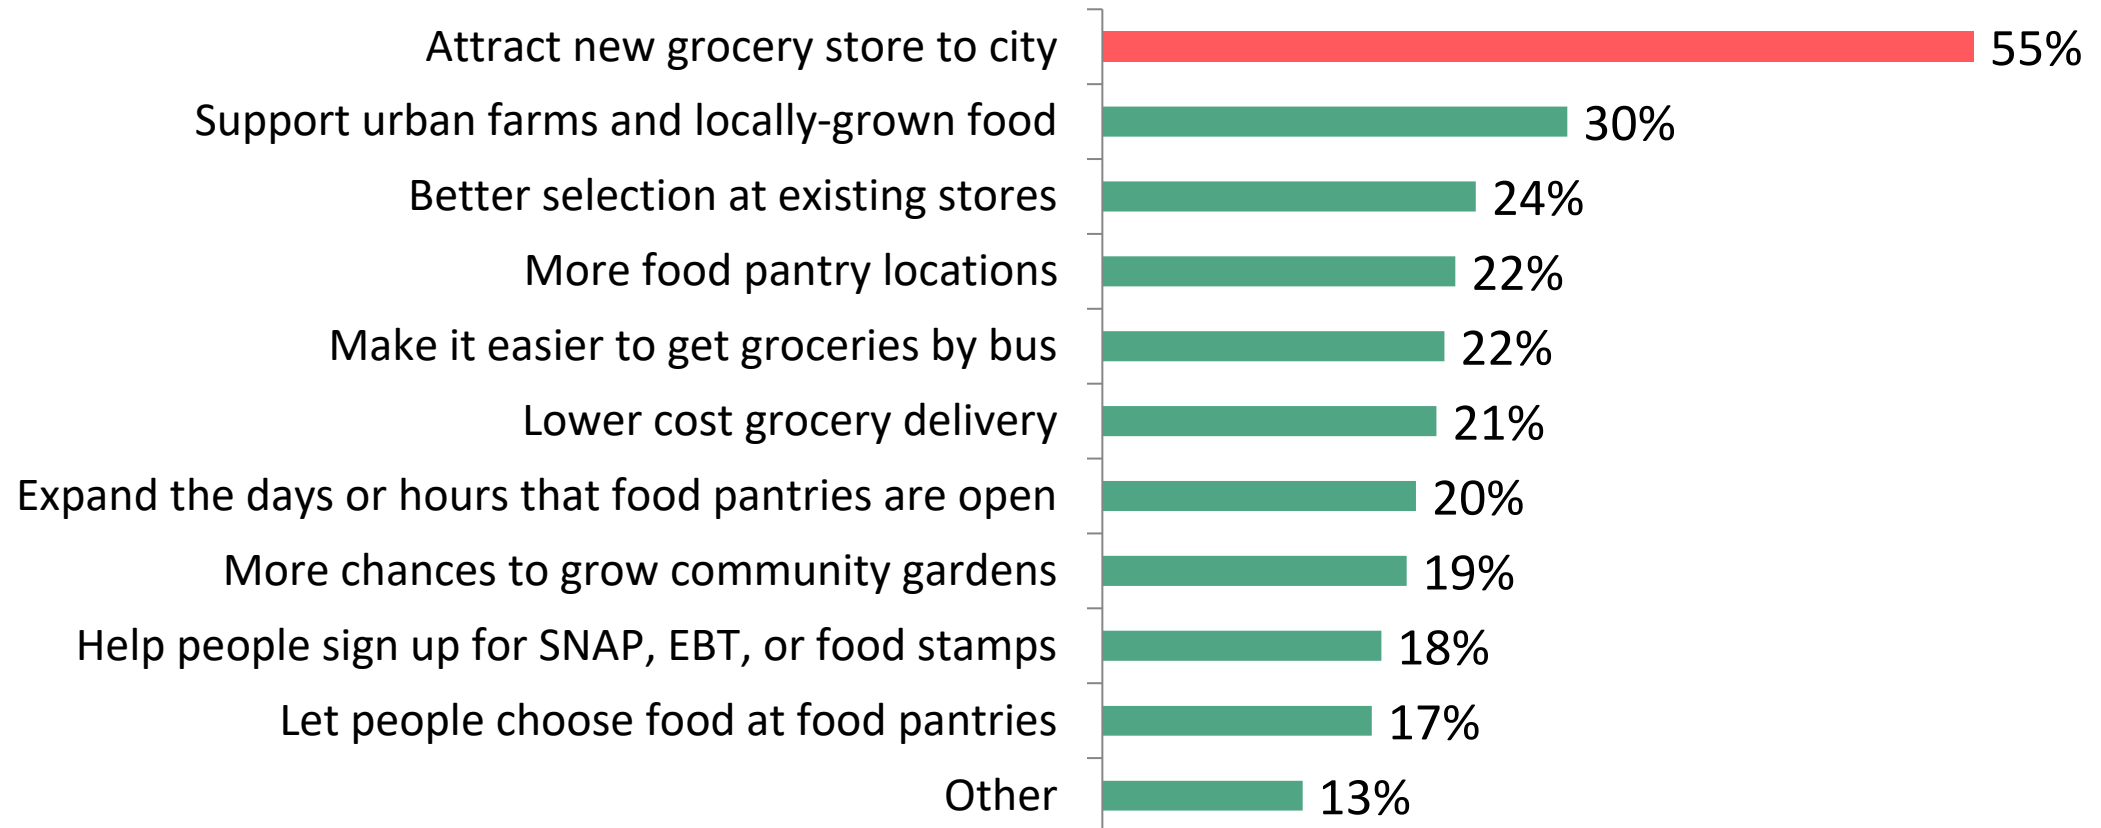 Attract new grocery store to city 55%
Support urban farms and locally-grown food 30%
Better selection at existing stores 24%
More food pantry locations 22%
Make it easier to get groceries by bus 22%
Lower cost grocery delivery 21%
Expand the days or hours that food pantries are open 20%
More chances to grow community gardens 19%
Help people sign up for SNAP, EBT, or food stamps 18%
Let people choose food at food pantries 17%
Other 13%